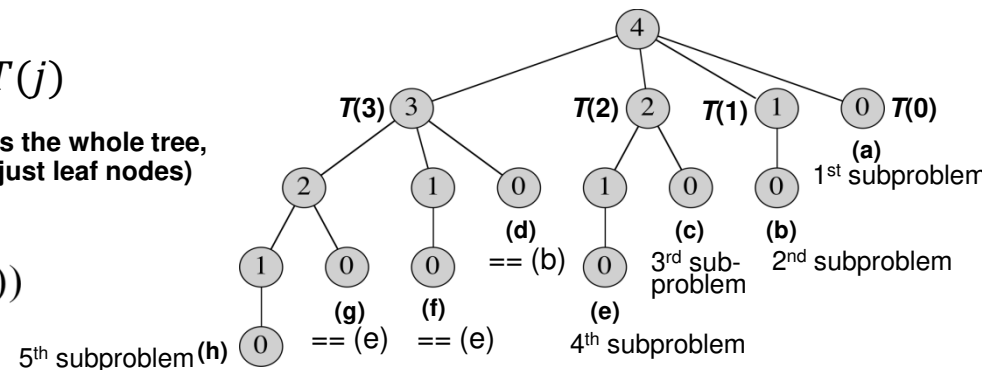 T(j)
s the whole tree,
just leaf nodes)
))
4
T(3) 3 T(2) 2 T(1) 1 0 T(0)
(a)
1st subproblem
2 1 0 1 0 0
(d) (c) (b)
== (b) 3rd sub-
problem 2nd subproblem
1 0 0 0
(g) (f) (e)
== (e) == (e) 4th subproblem
5th subproblem (h) 0